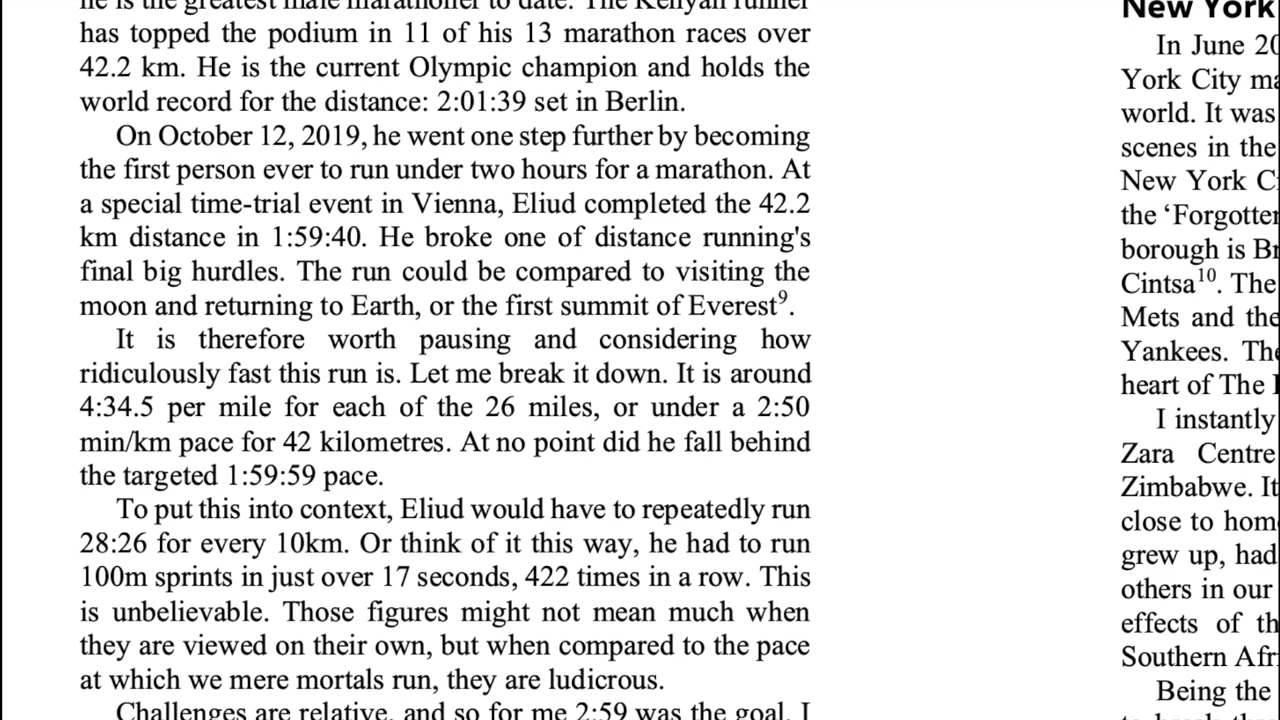 he is the greatest male marathoner to date. The Kenyan runner
has topped the podium in 11 of his 13 marathon races over
42.2 km. He is the current Olympic champion and holds the
world record for the distance: 2:01:39 set in Berlin.
On October 12, 2019, he went one step further by becoming
the first person ever to run under two hours for a marathon. At
a special time-trial event in Vienna, Eliud completed the 42.2
km distance in 1:59:40. He broke one of distance running's
final big hurdles. The run could be compared to visiting the
moon and returning to Earth, or the first summit of Everest⁹.
It is therefore worth pausing and considering how
ridiculously fast this run is. Let me break it down. It is around
4:34.5 per mile for each of the 26 miles, or under a 2:50
min/km pace for 42 kilometres. At no point did he fall behind
the targeted 1:59:59 pace.
To put this into context, Eliud would have to repeatedly run
28:26 for every 10km. Or think of it this way, he had to run
100m sprints in just over 17 seconds, 422 times in a row. This
is unbelievable. Those figures might not mean much when
they are viewed on their own, but when compared to the pace
at which we mere mortals run, they are ludicrous.
Challenges are relative, and so for me 2:59 was the goal. I
New York
In June 20
York City ma
world. It was
scenes in the
New York C
the ‘Forgotten
borough is Br
Cintsa¹⁰. The
Mets and the
Yankees. The
heart of The
I instantly
Zara Centre
Zimbabwe. It
close to home
grew up, had
others in our
effects of th
Southern Afri
Being the